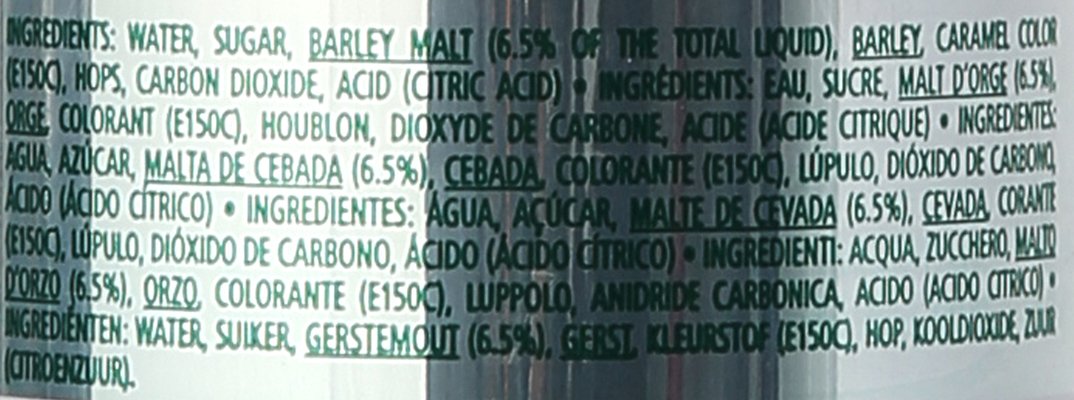 INGREDIENTS: WATER, SUGAR, BARLEY MALT (6.5% OF THE TOTAL LIQUID), BARLEY, CARAMEL COLOR
(E150C), HOPS, CARBON DIOXIDE, ACID (CITRIC ACID) • INGRÉDIENTS: EAU, SUCRE, MALT D'ORGE (6.5%),
ORGE, COLORANT (E150C), HOUBLON, DIOXYDE DE CARBONE, ACIDE (ACIDE CITRIQUE) • INGREDIENTES:
AGUA, AZÚCAR, MALTA DE CEBADA (6.5%), CEBADA, COLORANTE (E150C), LÚPULO, DIÓXIDO DE CARBONO,
ÁCIDO (ÁCIDO CÍTRICO) • INGREDIENTES: ÁGUA, AÇÚCAR, MALTE DE CEVADA (6.5%), CEVADA, CORANTE
(E150C), LÚPULO, DIÓXIDO DE CARBONO, ÁCIDO (ÁCIDO CÍTRICO) • INGREDIENTI: ACQUA, ZUCCHERO, MALTO
D'ORZO (6.5%), ORZO, COLORANTE (E150C), LUPPOLO, ANIDRIDE CARBONICA, ACIDO (ACIDO CITRICO) •
INGREDIËNTEN: WATER, SUIKER, GERSTEMOUT (6.5%), GERST, KLEURSTOF (E150C), HOP, KOOLDIOXIDE, ZUUR
(CITROENZUUR).